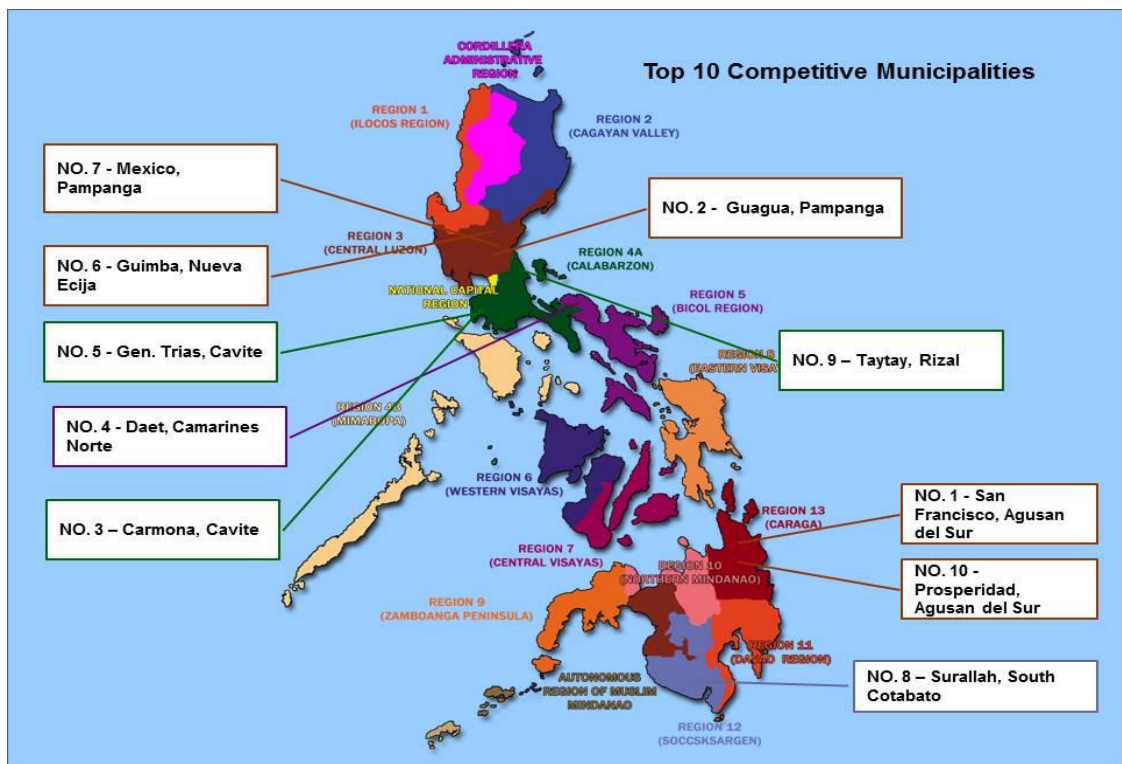 CORDILLERA
ADMINISTRATIVE
REGION
Top 10 Competitive Municipalities
REGION 1
(ILOCOS REGION)
REGION 2
(CAGAYAN VALLEY)
NO. 7 - Mexico,
Pampanga
NO. 2 - Guagua, Pampanga
REGION 3
(CENTRAL LUZON)
NO. 6 - Guimba, Nueva
Ecija
REGION 4A
(CALABARZON)
NATIONAL CAPITAL
REGION
REGION 5
(BICOL REGION)
NO. 5 - Gen. Trias, Cavite
NO. 9 – Taytay, Rizal
REGION 8
(EASTERN VISAY
REGION 4B
(MIMAROPA)
NO. 4 - Daet, Camarines
Norte
REGION 6
(WESTERN VISAYAS)
NO. 3 – Carmona, Cavite
NO. 1 - San
Francisco, Agusan
del Sur
REGION 13
(CARAGA)
REGION 7
(CENTRAL VISAYAS)
REGION 10
(NORTHERN MINDANAO)
NO. 10 -
Prosperidad,
Agusan del Sur
REGION 9
(ZAMBOANGA PENINSULA)
REGION 11
(DAVAO REGION)
AUTONOMOUS
REGION OF MUSLIM
MINDANAO
NO. 8 – Surallah, South
Cotabato
REGION 12
(SOCCSKSARGEN)